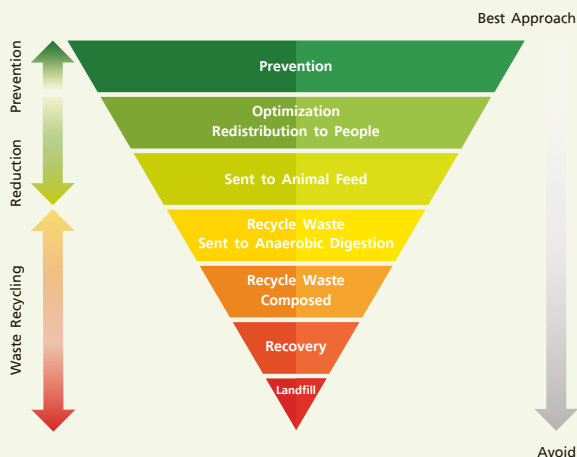 Best Approach
Prevention
Prevention
Optimization
Redistribution to People
Reduction
Sent to Animal Feed
Recycle Waste
Sent to Anaerobic Digestion
Waste Recycling
Recycle Waste
Composed
Recovery
Landfill
Avoid